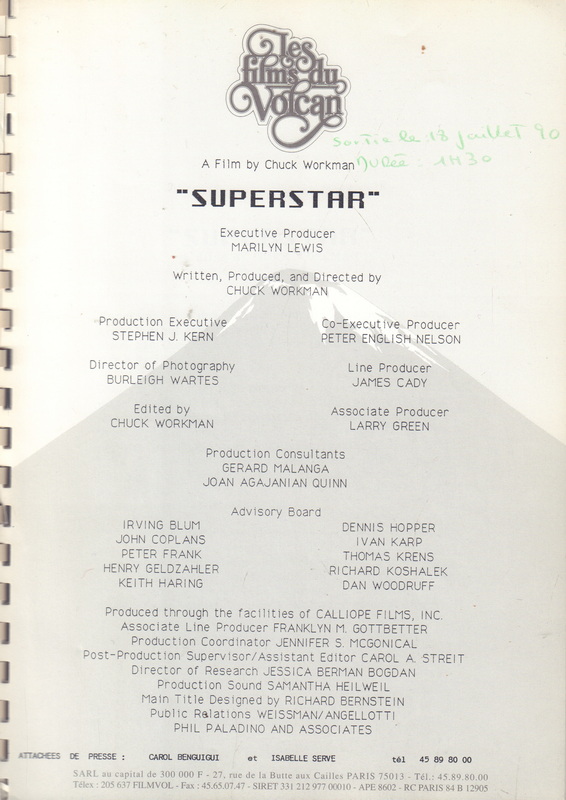 Les
films du
Volcan
Sortie le 18 juillet 90
A Film by Chuck Workman
Durée : 1H30
"SUPERSTAR"
Executive Producer
MARILYN LEWIS
Written, Produced, and Directed by
CHUCK WORKMAN
Production Executive
STEPHEN J. KERN
Co-Executive Producer
PETER ENGLISH NELSON
Director of Photography
BURLEIGH WARTES
Line Producer
JAMES CADY
Edited by
CHUCK WORKMAN
Associate Producer
LARRY GREEN
Production Consultants
GERARD MALANGA
JOAN AGAJANIAN QUINN
Advisory Board
IRVING BLUM
JOHN COPLANS
PETER FRANK
HENRY GELDZAHLER
KEITH HARING
DENNIS HOPPER
IVAN KARP
THOMAS KRENS
RICHARD KOSHALEK
DAN WOODRUFF
Produced through the facilities of CALLIOPE FILMS, INC.
Associate Line Producer FRANKLYN M. GOTTBETTER
Production Coordinator JENNIFER S. MCGONICAL
Post-Production Supervisor/Assistant Editor CAROL A. STREIT
Director of Research JESSICA BERMAN BOGDAN
Production Sound SAMANTHA HEILWEIL
Main Title Designed by RICHARD BERNSTEIN
Public Relations WEISSMAN/ANGELLOTTI
PHIL PALADINO AND ASSOCIATES
ATTACHEES DE PRESSE : CAROL BENGUIGUI et ISABELLE SERVE tél 45 89 80 00
SARL au capital de 300 000 F - 27, rue de la Butte aux Cailles PARIS 75013 - Tél.: 45.89.80.00
Télex : 205 637 FILMVOL - Fax : 45.65.07.47 - SIRET 331 212 977 00010 - APE 8602 - RC PARIS 84 B 12905